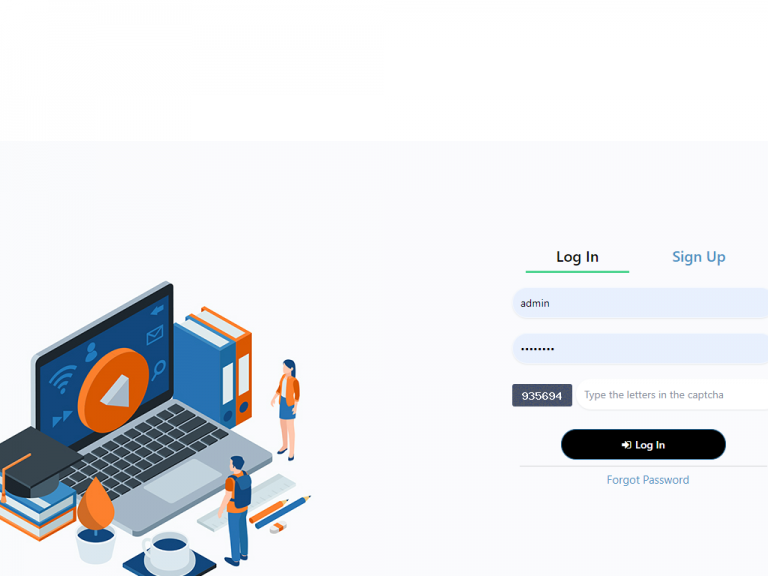 Log In Sign Up
admin
••••••••
935694 Type the letters in the captcha
Log In
Forgot Password